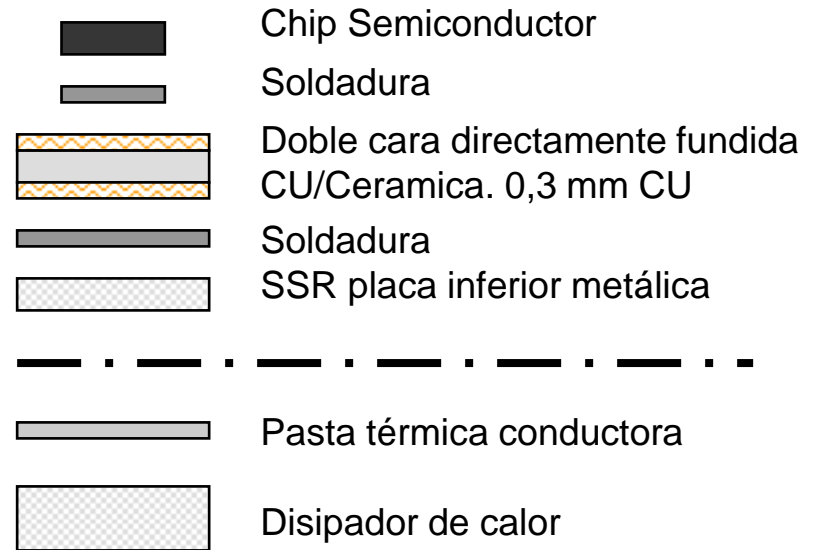 Chip Semiconductor
Soldadura
Doble cara directamente fundida
CU/Ceramica. 0,3 mm CU
Soldadura
SSR placa inferior metálica
Pasta térmica conductora
Disipador de calor